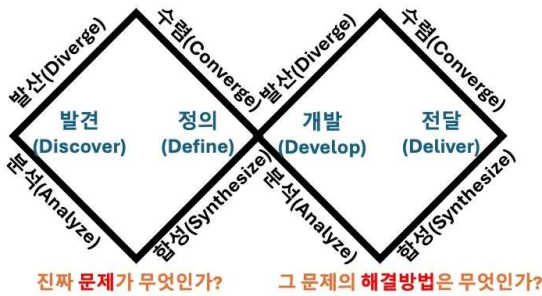 발산(Diverge)
수렴(Converge)
발산(Diverge)
수렴(Converge)
발견
(Discover)
정의
(Define)
개발
(Develop)
전달
(Deliver)
분석(Analyze)
합성(Synthesize)
분석(Analyze)
합성(Synthesize)
진짜 문제가 무엇인가?
그 문제의 해결방법은 무엇인가?